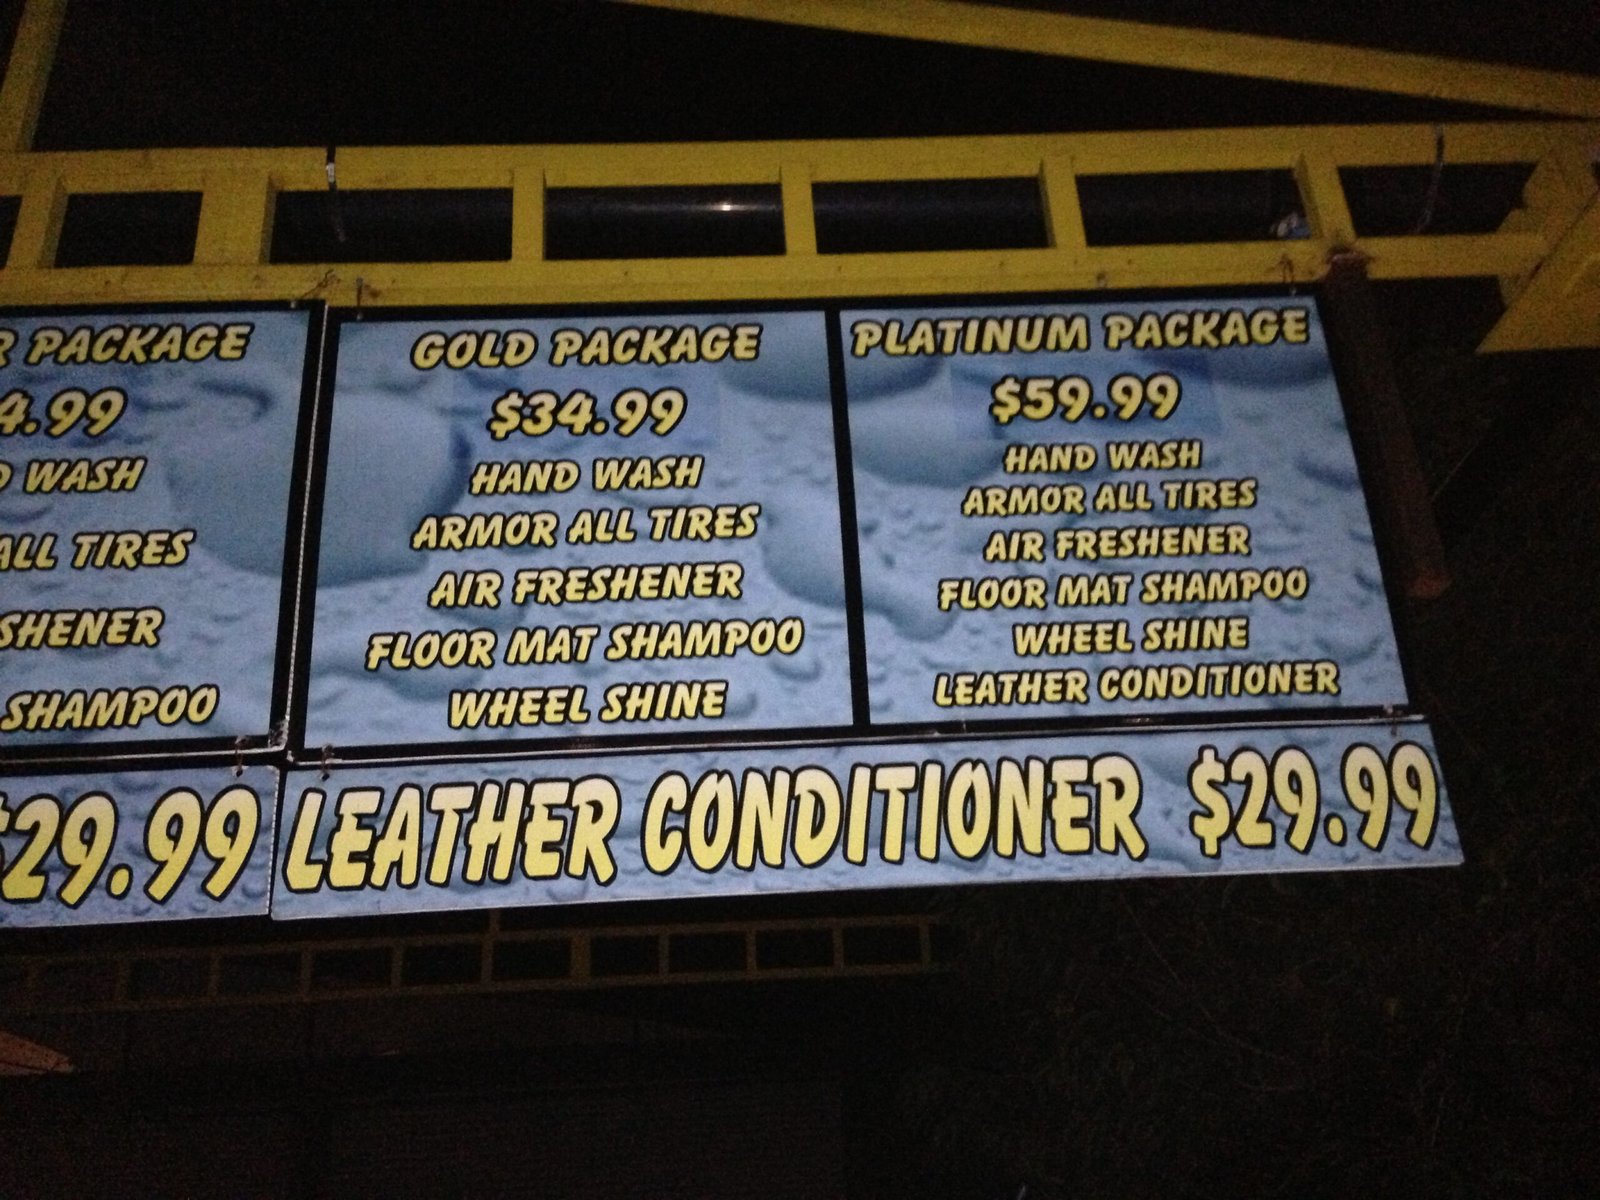 PACKAGE
4.99
WASH
ALL TIRES
SHAMPOO
$29.99
GOLD PACKAGE
$34.99
HAND WASH
ARMOR ALL TIRES
AIR FRESHENER
FLOOR MAT SHAMPOO
WHEEL SHINE
PLATINUM PACKAGE
$59.99
HAND WASH
ARMOR ALL TIRES
AIR FRESHENER
FLOOR MAT SHAMPOO
WHEEL SHINE
LEATHER CONDITIONER
LEATHER CONDITIONER $29.99